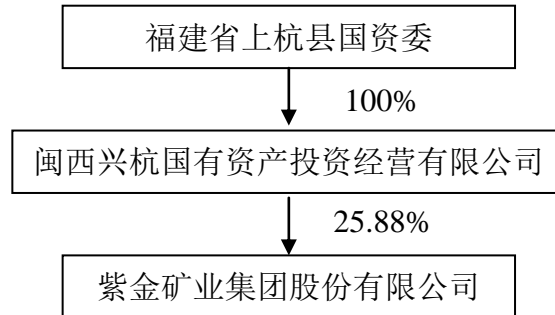 福建省上杭县国资委
100%
闽西兴杭国有资产投资经营有限公司
25.88%
紫金矿业集团股份有限公司